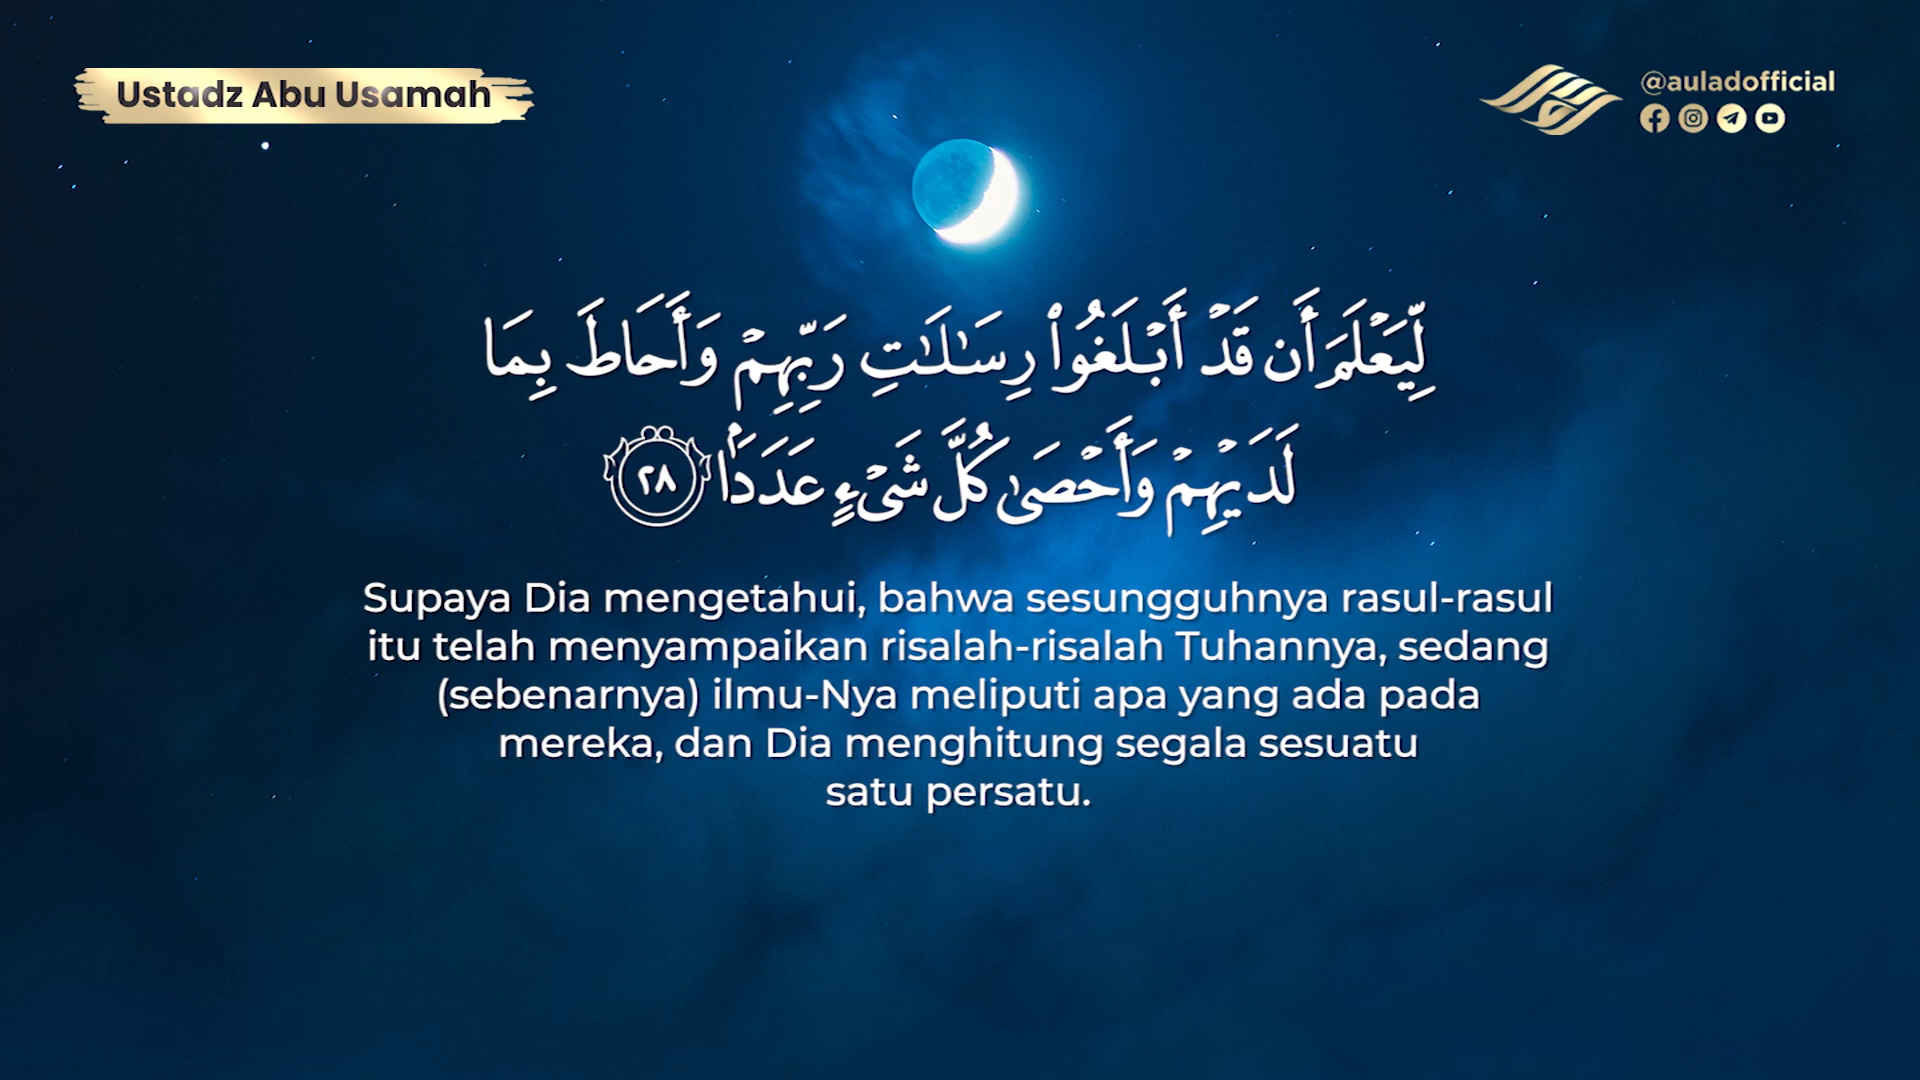 Ustadz Abu Usamah
@auladofficial
لِّيَعْلَمَ أَن قَدْ أَبْلَغُوا۟ رِسَـٰلَـٰتِ رَبِّهِمْ وَأَحَاطَ بِمَا
لَدَيْهِمْ وَأَحْصَىٰ كُلَّ شَىْءٍ عَدَدًۢا ٢٨
Supaya Dia mengetahui, bahwa sesungguhnya rasul-rasul
itu telah menyampaikan risalah-risalah Tuhannya, sedang
(sebenarnya) ilmu-Nya meliputi apa yang ada pada
mereka, dan Dia menghitung segala sesuatu
satu persatu.